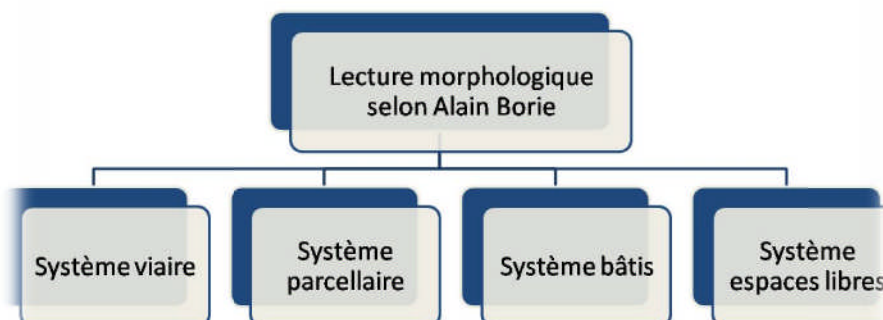 Lecture morphologique
selon Alain Borie
Système viaire
Système
parcellaire
Système bâtis
Système
espaces libres